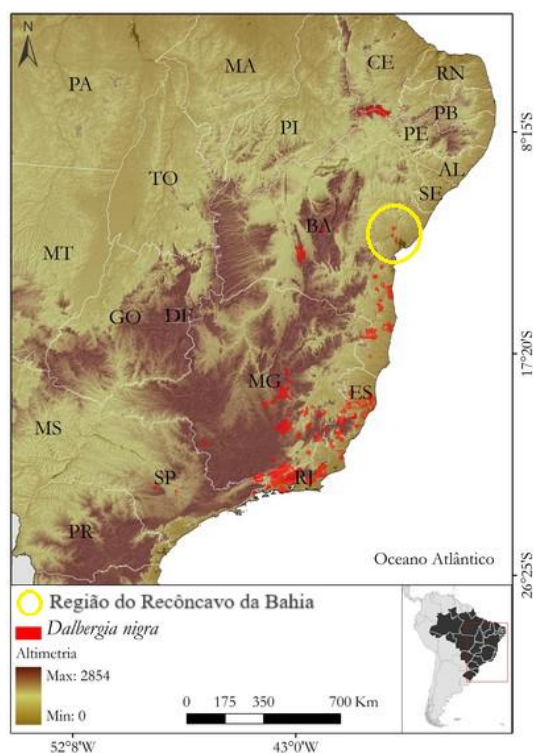 N
CE
MA
RN
PA
PB
PI
PE
AL
TO
SE
BA
MT
GO
DF
MG
ES
MS
SP
RJ
PR
Oceano Atlântico
8°15'S
17°20'S
26°25'S
Região do Recôncavo da Bahia
Dalbergia nigra
Altimetria
Max: 2854
Min: 0
0 175 350 700 Km
52°8'W 43°0'W